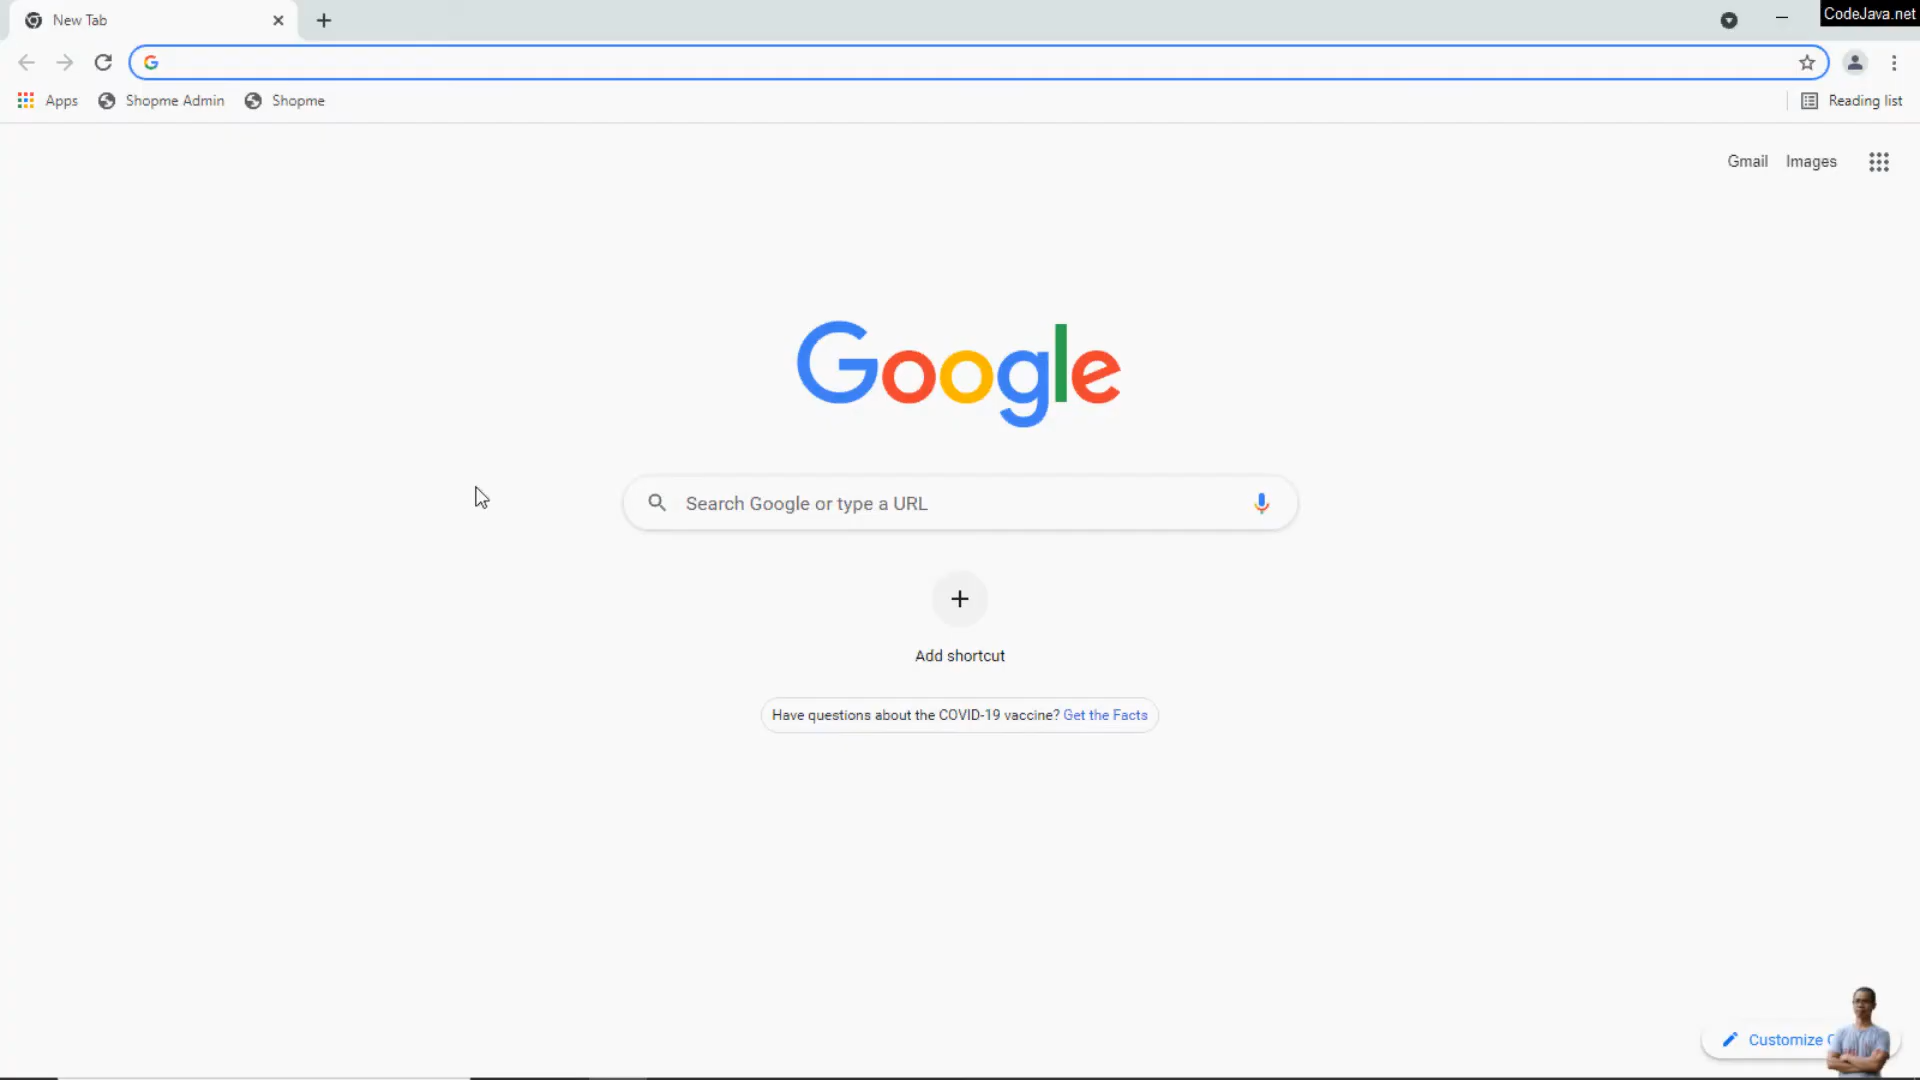 New Tab
CodeJava.net
Apps
Shopme Admin
Shopme
Reading list
Gmail
Images
Google
Search Google or type a URL
Add shortcut
Have questions about the COVID-19 vaccine? Get the Facts
Customize